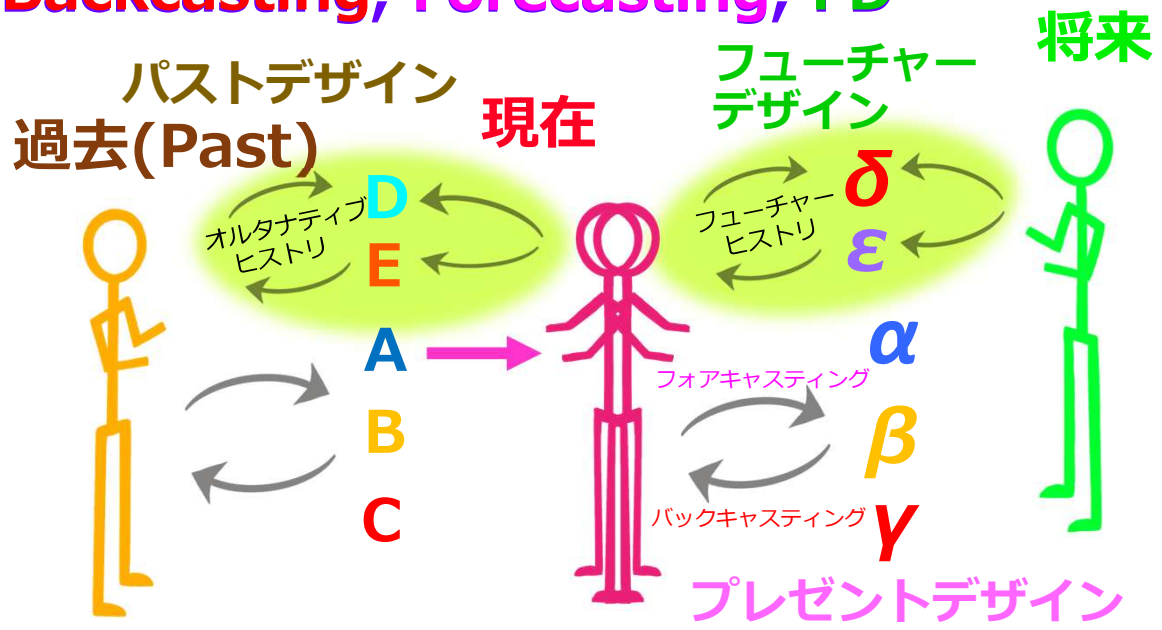 Backcasting, Forecasting, FD
将来
パストデザイン
フューチャー
デザイン
過去(Past)
現在
オルタナティブ
ヒストリ
D
E
A
B
C
フューチャー
ヒストリ
δ
ε
α
フォアキャスティング
β
バックキャスティング
γ
プレゼントデザイン